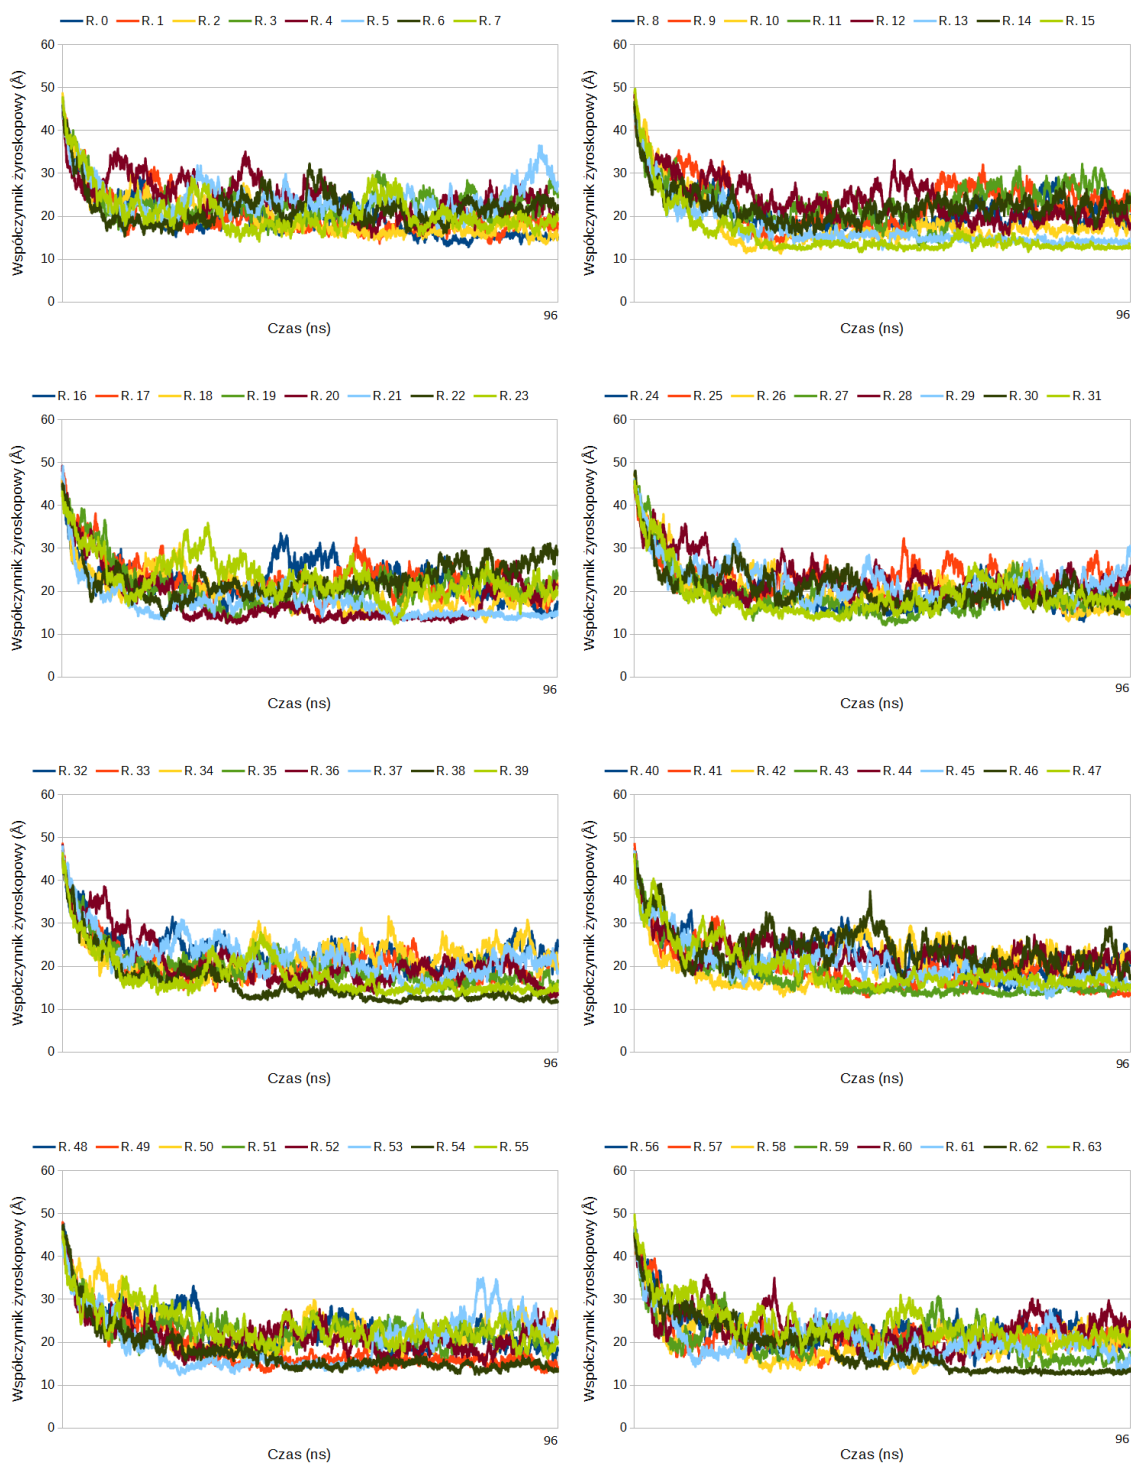 R. 0 R. 1 R. 2 R. 3 R. 4 R. 5 R. 6 R. 7
60
50
40
30
20
10
0
Współczynnik żyroskopowy (Å)
96
Czas (ns)
R. 8 R. 9 R. 10 R. 11 R. 12 R. 13 R. 14 R. 15
60
50
40
30
20
10
0
Współczynnik żyroskopowy (Å)
96
Czas (ns)
R. 16 R. 17 R. 18 R. 19 R. 20 R. 21 R. 22 R. 23
60
50
40
30
20
10
0
Współczynnik żyroskopowy (Å)
96
Czas (ns)
R. 24 R. 25 R. 26 R. 27 R. 28 R. 29 R. 30 R. 31
60
50
40
30
20
10
0
Współczynnik żyroskopowy (Å)
96
Czas (ns)
R. 32 R. 33 R. 34 R. 35 R. 36 R. 37 R. 38 R. 39
60
50
40
30
20
10
0
Współczynnik żyroskopowy (Å)
96
Czas (ns)
R. 40 R. 41 R. 42 R. 43 R. 44 R. 45 R. 46 R. 47
60
50
40
30
20
10
0
Współczynnik żyroskopowy (Å)
96
Czas (ns)
R. 48 R. 49 R. 50 R. 51 R. 52 R. 53 R. 54 R. 55
60
50
40
30
20
10
0
Współczynnik żyroskopowy (Å)
96
Czas (ns)
R. 56 R. 57 R. 58 R. 59 R. 60 R. 61 R. 62 R. 63
60
50
40
30
20
10
0
Współczynnik żyroskopowy (Å)
96
Czas (ns)